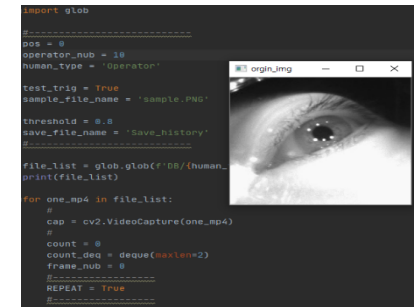 import glob
#--------------------------
pos = 0
operator_nub = 10
human_type = 'Operator'
test_trig = True
sample_file_name = 'sample.PNG'
threshold = 0.8
save_file_name = 'Save_history'
#--------------------------
file_list = glob.glob(f'DB/{human_
print(file_list)
for one_mp4 in file_list:
#
cap = cv2.VideoCapture(one_mp4)
#
count = 0
count_deq = deque(maxlen=2)
frame_nub = 0
#-----------------
REPEAT = True
#-----------------
orgin_img